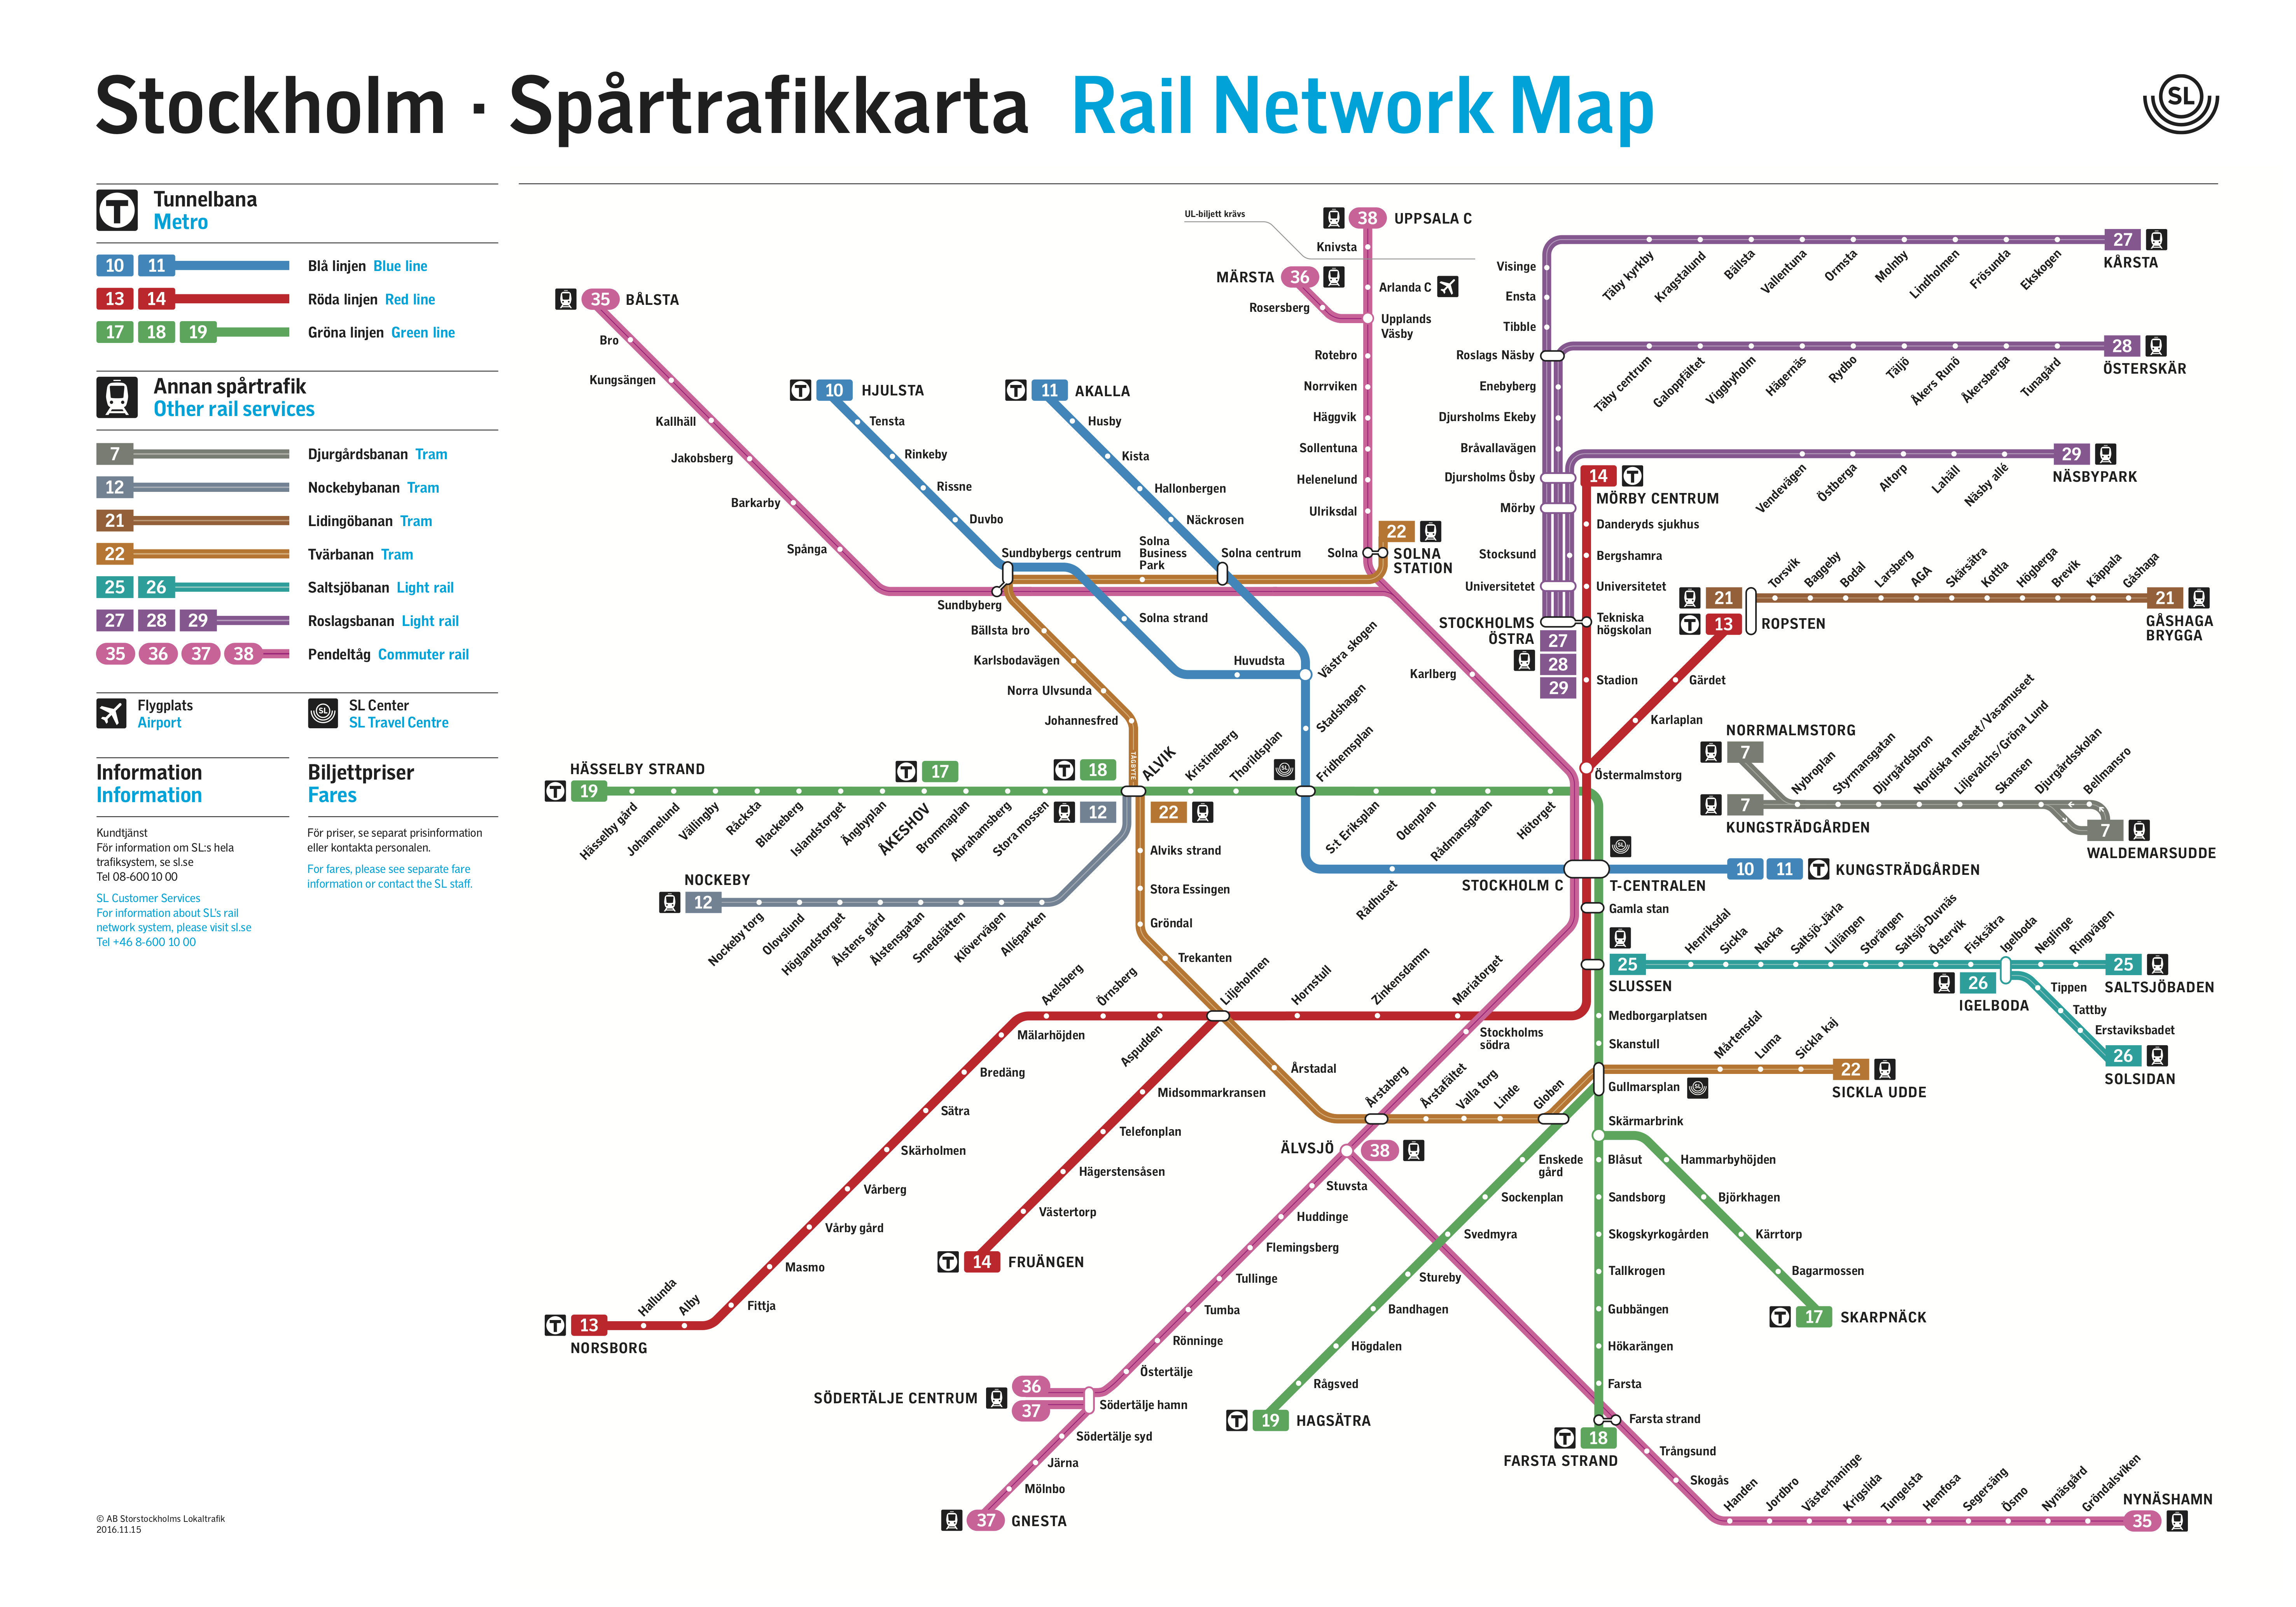 Stockholm · Spårtrafikkarta Rail Network Map
SL
T
Tunnelbana
Metro
10 11 Blå linjen Blue line
13 14 Röda linjen Red line
17 18 19 Gröna linjen Green line
Annan spårtrafik
Other rail services
7 Djurgårdsbanan Tram
12 Nockebybanan Tram
21 Lidingöbanan Tram
22 Tvärbanan Tram
25 26 Saltsjöbanan Light rail
27 28 29 Roslagsbanan Light rail
35 36 37 38 Pendeltåg Commuter rail
Flygplats
Airport
SL
SL Center
SL Travel Centre
Information
Information
Kundtjänst
För information om SL:s hela
trafiksystem, se sl.se
Tel 08-600 10 00
SL Customer Services
For information about SL's rail
network system, please visit sl.se
Tel +46 8-600 10 00
Biljettpriser
Fares
För priser, se separat prisinformation
eller kontakta personalen.
For fares, please see separate fare
information or contact the SL staff.
© AB Storstockholms Lokaltrafik
2016.11.15
UL-biljett krävs
38 UPPSALA C
Knivsta
MÄRSTA 36
Arlanda C
Rosersberg
Upplands
Väsby
Rotebro
Norrviken
Häggvik
Sollentuna
Helenelund
Ulriksdal
Solna
22
SOLNA
STATION
35 BÅLSTA
Bro
Kungsängen
Kallhäll
Jakobsberg
Barkarby
Spånga
Sundbyberg
T 10 HJULSTA
Tensta
Rinkeby
Rissne
Duvbo
Sundbybergs centrum
Solna strand
Huvudsta
T 11 AKALLA
Husby
Kista
Hallonbergen
Näckrosen
Solna
Business
Park
Solna centrum
Västra skogen
Stadshagen
Fridhemsplan
SL
Bällsta bro
Karlsbodavägen
Norra Ulvsunda
Johannesfred
TÅGBYTE
Karlberg
Visinge
Ensta
Tibble
Roslags Näsby
Enebyberg
Djursholms Ekeby
Bråvallavägen
Djursholms Ösby
Mörby
Stocksund
Universitetet
STOCKHOLMS
ÖSTRA
27
28
29
Täby kyrkby
Kragstalund
Bällsta
Vallentuna
Ormsta
Molnby
Lindholmen
Frösunda
Ekskogen
27
KÅRSTA
Täby centrum
Galoppfältet
Viggbyholm
Hägernäs
Rydbo
Täljö
Åkers Runö
Åkersberga
Tunagård
28
ÖSTERSKÄR
Vendevägen
Östberga
Altorp
Lahäll
Näsby allé
29
NÄSBYPARK
14 T
MÖRBY CENTRUM
Danderyds sjukhus
Bergshamra
Universitetet
Tekniska
högskolan
Stadion
Östermalmstorg
21
T 13 ROPSTEN
Gärdet
Karlaplan
Torsvik
Baggeby
Bodal
Larsberg
AGA
Skärsätra
Kottla
Högberga
Brevik
Käppala
Gåshaga
21
GÅSHAGA
BRYGGA
NORRMALMSTORG
7
7
KUNGSTRÄDGÅRDEN
Nybroplan
Styrmansgatan
Djurgårdsbron
Nordiska museet/Vasamuseet
Liljevalchs/Gröna Lund
Skansen
Djurgårdsskolan
Bellmansro
7
WALDEMARSUDDE
HÄSSELBY STRAND
T 19
Hässelby gård
Johannelund
Vällingby
Råcksta
Blackeberg
Islandstorget
Ängbyplan
T 17
ÅKESHOV
Brommaplan
Abrahamsberg
Stora mossen
T 18
ALVIK
12
22
Kristineberg
Thorildsplan
S:t Eriksplan
Odenplan
Rådmansgatan
Hötorget
NOCKEBY
12
Nockeby torg
Olovslund
Höglandstorget
Ålstens gård
Ålstensgatan
Smedslätten
Klövervägen
Alléparken
Alviks strand
Stora Essingen
Gröndal
Trekanten
Liljeholmen
Årstadal
Årstaberg
Årstafältet
Valla torg
Linde
Globen
Mårtensdal
Luma
Sickla kaj
22
SICKLA UDDE
Rådhuset
STOCKHOLM C
SL
T-CENTRALEN
10 11 T KUNGSTRÄDGÅRDEN
Gamla stan
25
SLUSSEN
Henriksdal
Sickla
Nacka
Saltsjö-Järla
Lillängen
Storängen
Saltsjö-Duvnäs
Östervik
Fisksätra
Igelboda
Neglinge
Ringvägen
25
SALTSJÖBADEN
26
IGELBODA
Tippen
Tattby
Erstaviksbadet
26
SOLSIDAN
Medborgarplatsen
Skanstull
Gullmarsplan SL
Skärmarbrink
Blåsut
Sandsborg
Skogskyrkogården
Tallkrogen
Gubbängen
Hökarängen
Farsta
T 18
FARSTA STRAND
Hammarbyhöjden
Björkhagen
Kärrtorp
Bagarmossen
T 17 SKARPNÄCK
Enskede
gård
Sockenplan
Svedmyra
Stureby
Bandhagen
Högdalen
Rågsved
T 19 HAGSÄTRA
Axelsberg
Örnsberg
Aspudden
Hornstull
Zinkensdamm
Mariatorget
Mälarhöjden
Bredäng
Sätra
Skärholmen
Vårberg
Vårby gård
Masmo
Fittja
Alby
Hallunda
T 13
NORSBORG
Midsommarkransen
Telefonplan
Hägerstensåsen
Västertorp
T 14 FRUÄNGEN
Stockholms
södra
ÄLVSJÖ 38
Stuvsta
Huddinge
Flemingsberg
Tullinge
Tumba
Rönninge
Östertälje
SÖDERTÄLJE CENTRUM
36
37
Södertälje hamn
Södertälje syd
Järna
Mölnbo
37 GNESTA
Farsta strand
Trångsund
Skogås
Handen
Jordbro
Västerhaninge
Krigslida
Tungelsta
Hemfosa
Segersäng
Ösmo
Nynäsgård
Gröndalsviken
NYNÄSHAMN
35